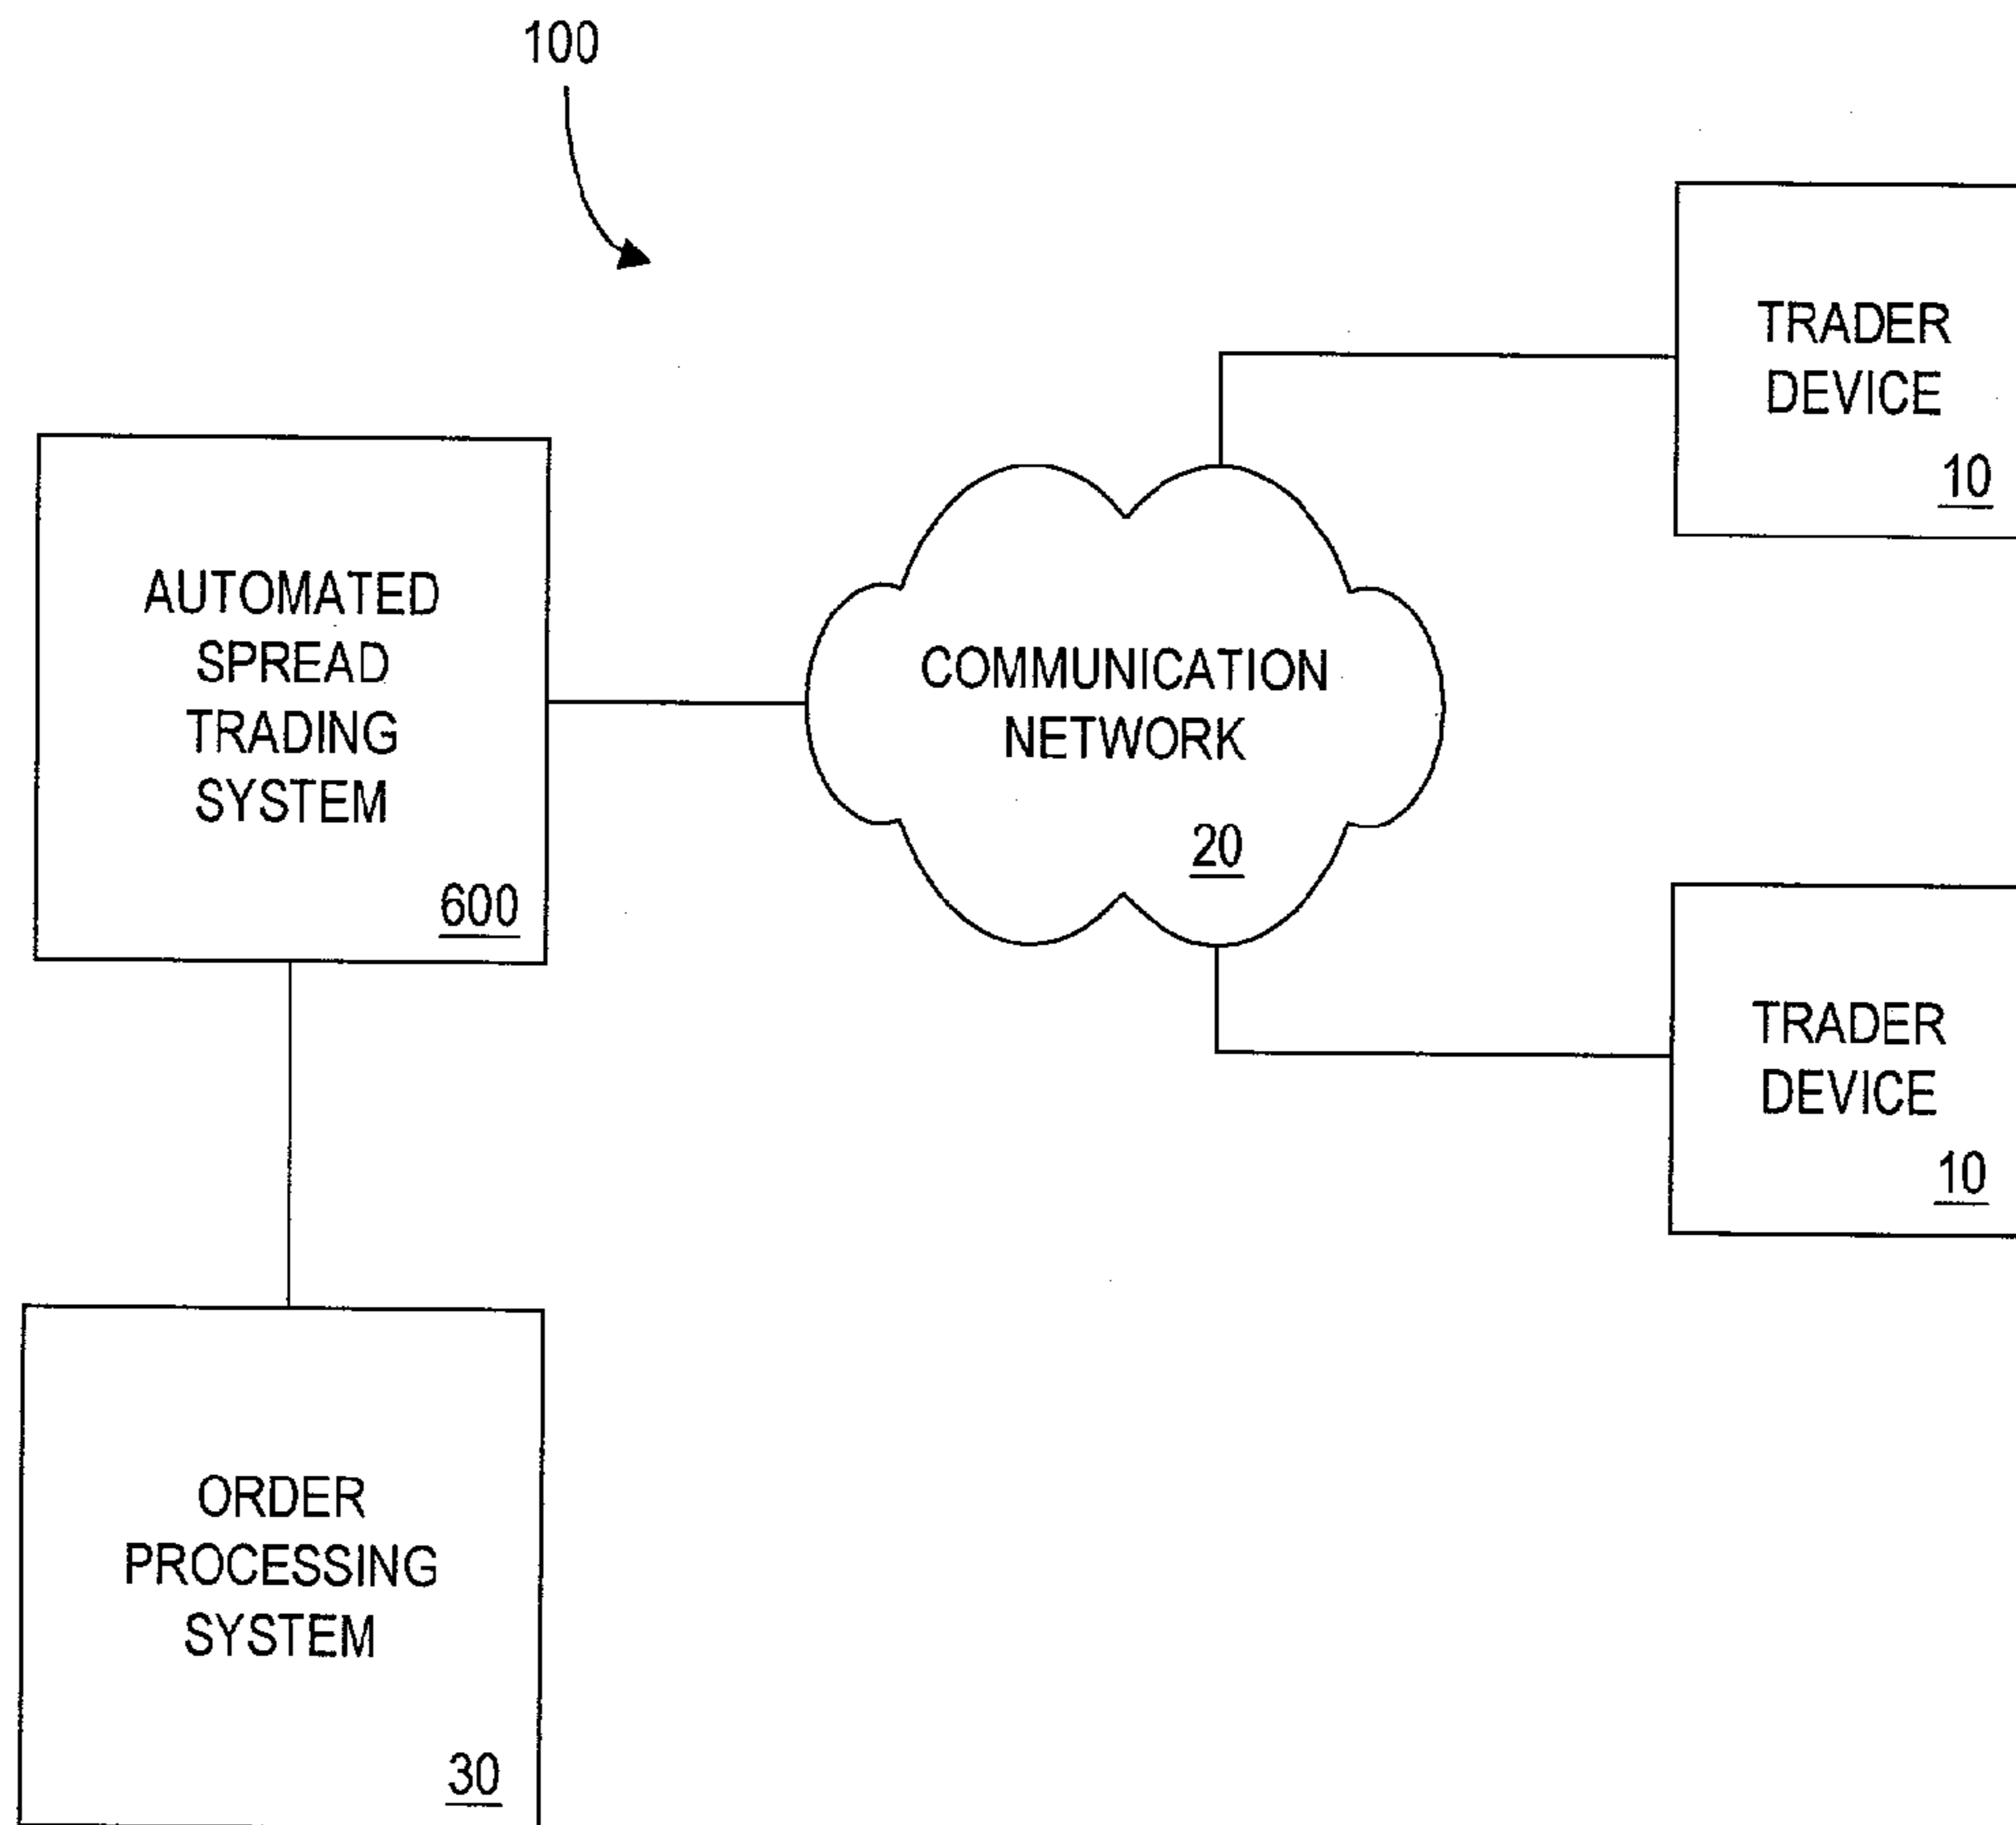 100
TRADER
DEVICE
10
AUTOMATED
SPREAD
TRADING
SYSTEM
600
COMMUNICATION
NETWORK
20
TRADER
DEVICE
10
ORDER
PROCESSING
SYSTEM
30